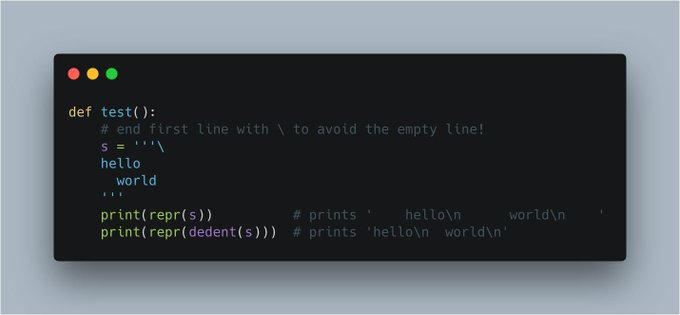 def test():
    # end first line with \ to avoid the empty line!
    s = '''\
    hello
      world
    '''
    print(repr(s))          # prints '    hello\n      world\n    '
    print(repr(dedent(s)))  # prints 'hello\n  world\n'